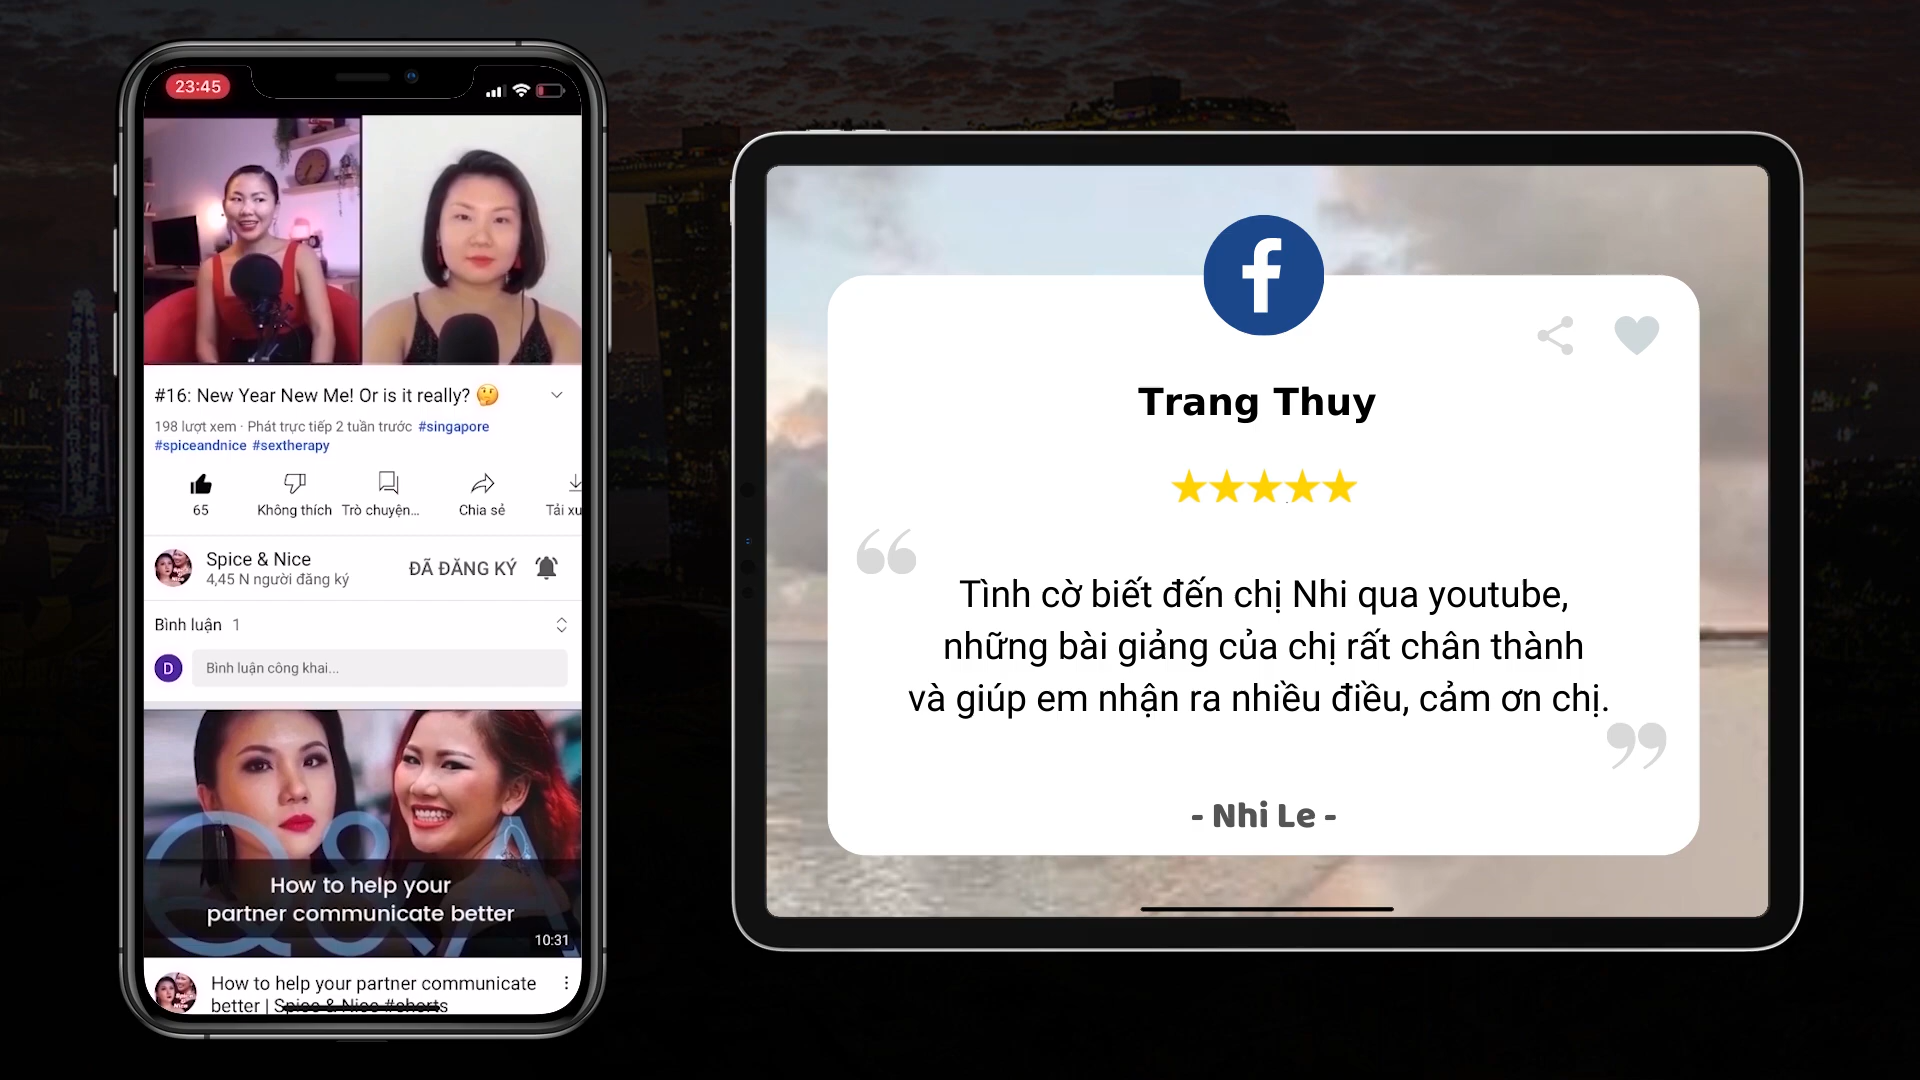 23:45
#16: New Year New Me! Or is it really? 🤔
198 lượt xem · Phát trực tiếp 2 tuần trước #singapore
#spiceandnice #sextherapy
65 Không thích Trò chuyện... Chia sẻ Tải xu
Spice & Nice
4,45 N người đăng ký
ĐÃ ĐĂNG KÝ
Bình luận 1
D Bình luận công khai...
Q&A
How to help your
partner communicate better
10:31
How to help your partner communicate
better | Spice & Nice #shorts
f
Trang Thuy
★★★★★
“
Tình cờ biết đến chị Nhi qua youtube,
những bài giảng của chị rất chân thành
và giúp em nhận ra nhiều điều, cảm ơn chị.
”
- Nhi Le -